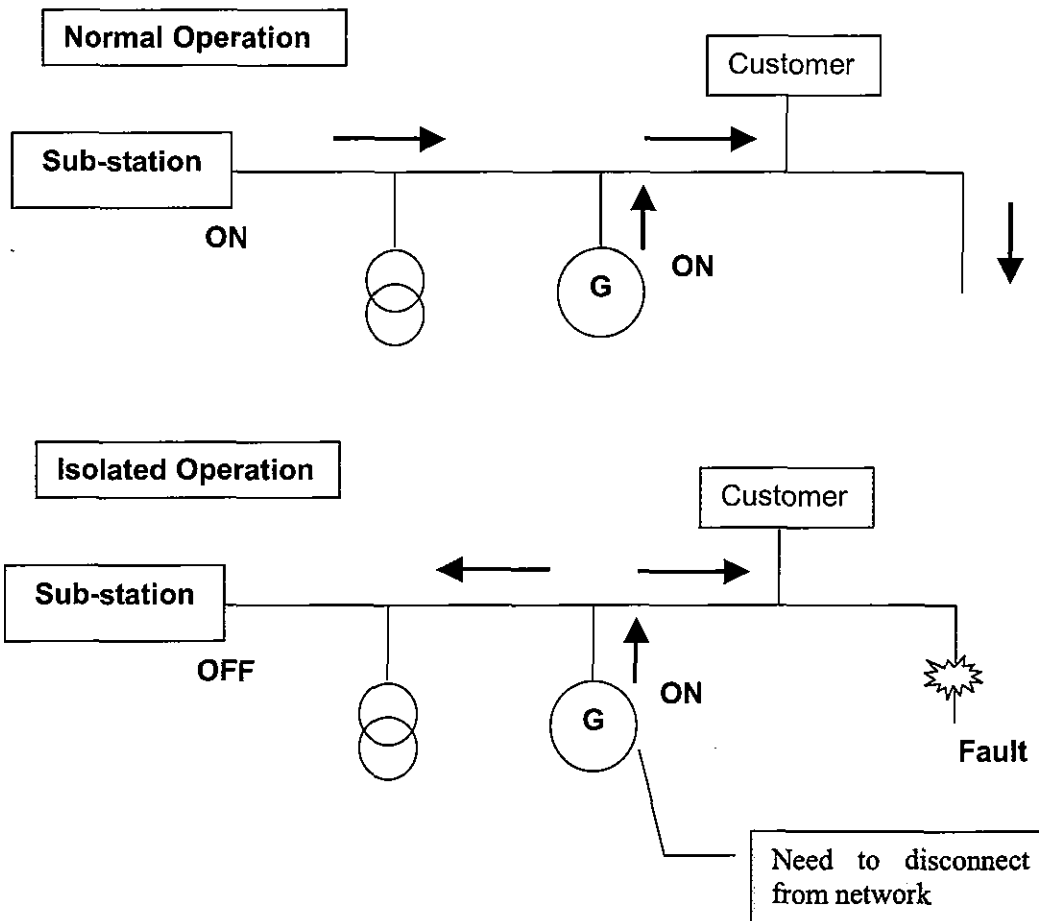 Normal Operation
Customer
Sub-station
ON
ON
G
Isolated Operation
Customer
Sub-station
OFF
ON
G
Fault
Need to disconnect
from network